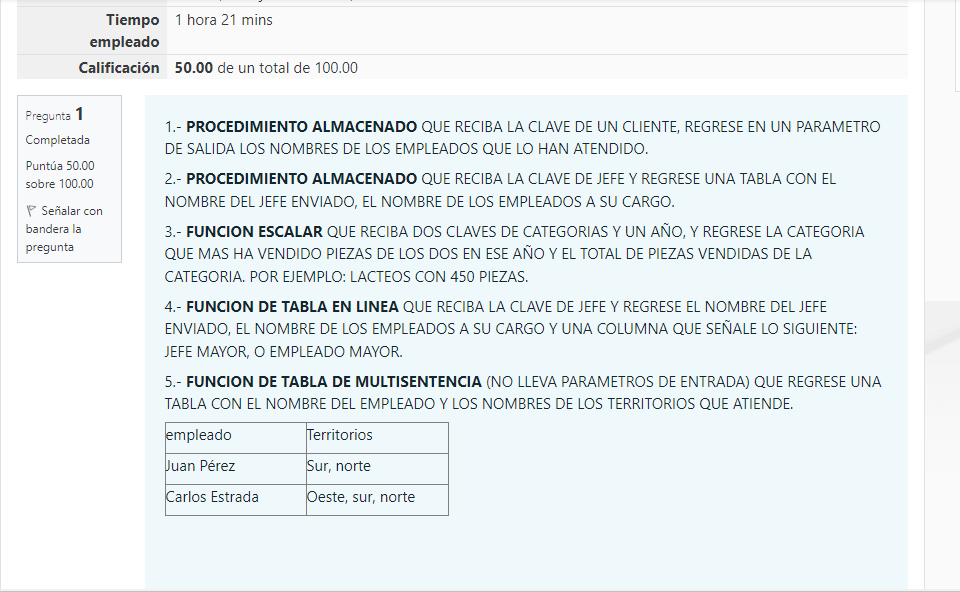 Tiempo 1 hora 21 mins
empleado
Calificación 50.00 de un total de 100.00
Pregunta 1
Completada
Puntúa 50.00
sobre 100.00
Señalar con
bandera la
pregunta
1.- PROCEDIMIENTO ALMACENADO QUE RECIBA LA CLAVE DE UN CLIENTE, REGRESE EN UN PARAMETRO
DE SALIDA LOS NOMBRES DE LOS EMPLEADOS QUE LO HAN ATENDIDO.
2.- PROCEDIMIENTO ALMACENADO QUE RECIBA LA CLAVE DE JEFE Y REGRESE UNA TABLA CON EL
NOMBRE DEL JEFE ENVIADO, EL NOMBRE DE LOS EMPLEADOS A SU CARGO.
3.- FUNCION ESCALAR QUE RECIBA DOS CLAVES DE CATEGORIAS Y UN AÑO, Y REGRESE LA CATEGORIA
QUE MAS HA VENDIDO PIEZAS DE LOS DOS EN ESE AÑO Y EL TOTAL DE PIEZAS VENDIDAS DE LA
CATEGORIA. POR EJEMPLO: LACTEOS CON 450 PIEZAS.
4.- FUNCION DE TABLA EN LINEA QUE RECIBA LA CLAVE DE JEFE Y REGRESE EL NOMBRE DEL JEFE
ENVIADO, EL NOMBRE DE LOS EMPLEADOS A SU CARGO Y UNA COLUMNA QUE SEÑALE LO SIGUIENTE:
JEFE MAYOR, O EMPLEADO MAYOR.
5.- FUNCION DE TABLA DE MULTISENTENCIA (NO LLEVA PARAMETROS DE ENTRADA) QUE REGRESE UNA
TABLA CON EL NOMBRE DEL EMPLEADO Y LOS NOMBRES DE LOS TERRITORIOS QUE ATIENDE.
empleado Territorios
Juan Pérez Sur, norte
Carlos Estrada Oeste, sur, norte